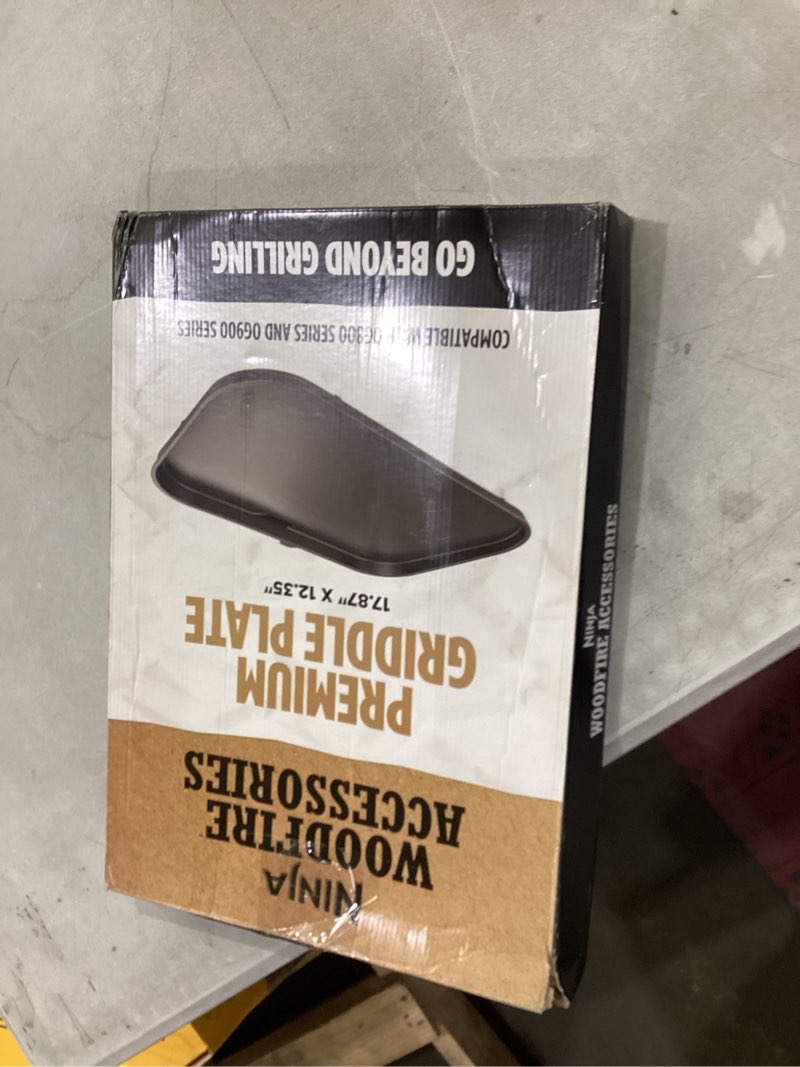 NINJA
WOODFIRE
ACCESSORIES
PREMIUM
GRIDDLE PLATE
17.87" X 12.35"
COMPATIBLE WITH OG800 SERIES AND OG900 SERIES
GO BEYOND GRILLING
NINJA
WOODFIRE ACCESSORIES